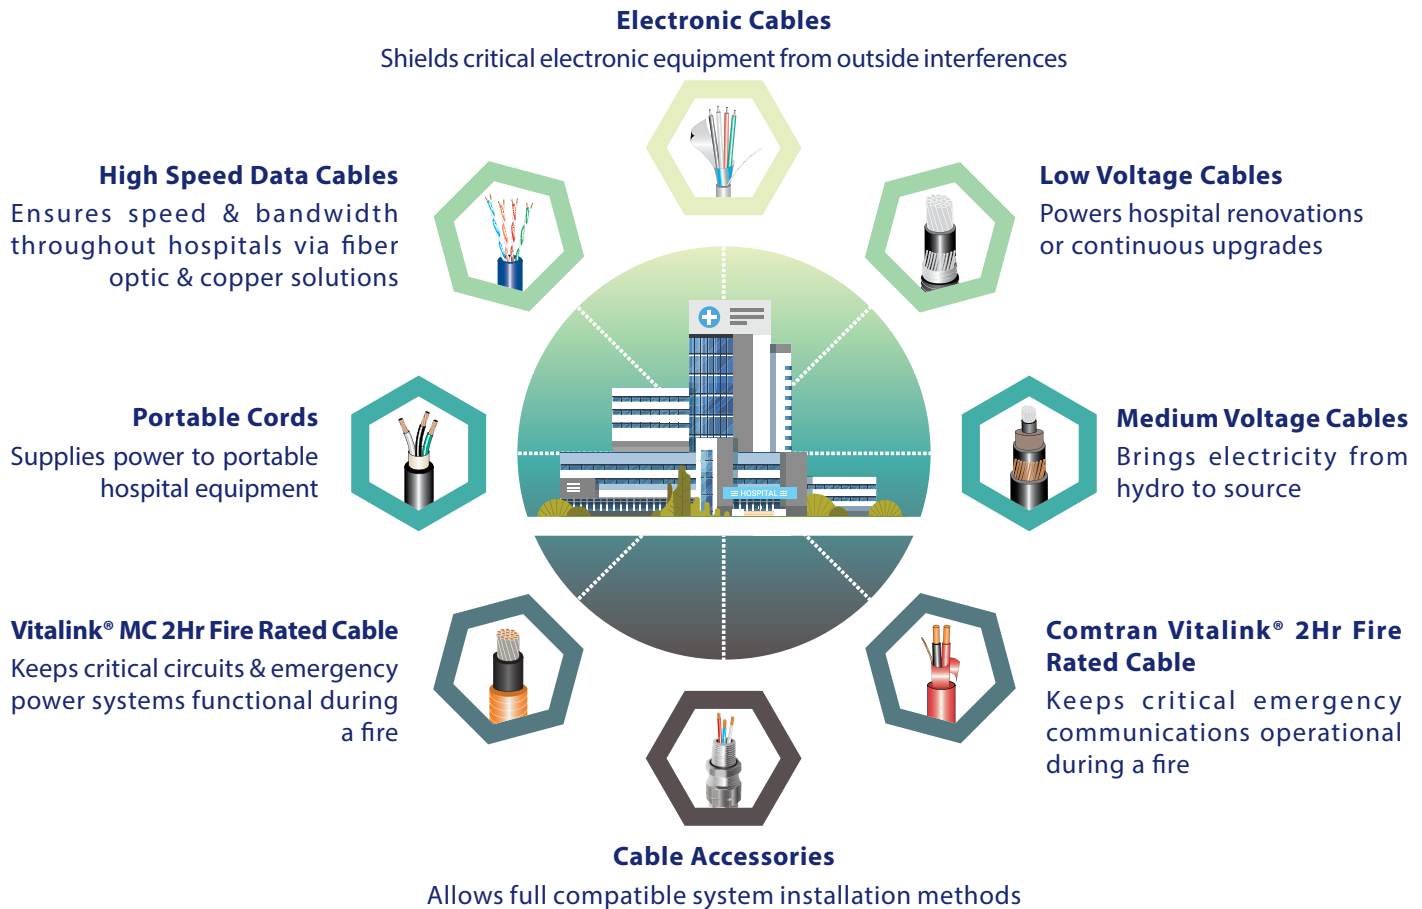 Electronic Cables
Shields critical electronic equipment from outside interferences
High Speed Data Cables
Ensures speed & bandwidth
throughout hospitals via fiber
optic & copper solutions
Low Voltage Cables
Powers hospital renovations
or continuous upgrades
Portable Cords
Supplies power to portable
hospital equipment
Medium Voltage Cables
Brings electricity from
hydro to source
HOSPITAL
Vitalink® MC 2Hr Fire Rated Cable
Keeps critical circuits & emergency
power systems functional during
a fire
Comtran Vitalink® 2Hr Fire
Rated Cable
Keeps critical emergency
communications operational
during a fire
Cable Accessories
Allows full compatible system installation methods